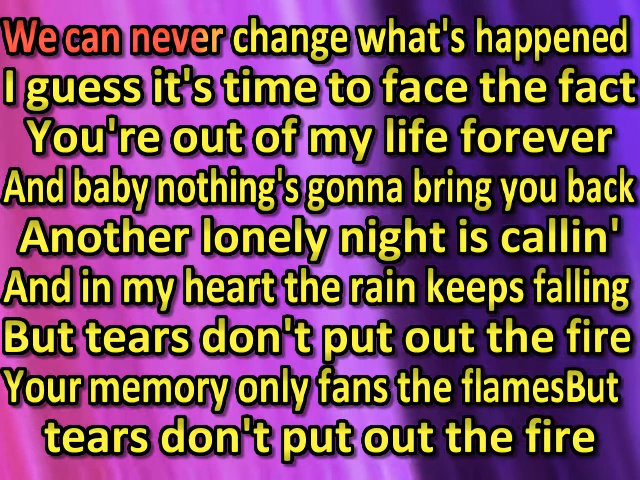 We can never change what's happened
I guess it's time to face the fact
You're out of my life forever
And baby nothing's gonna bring you back
Another lonely night is callin'
And in my heart the rain keeps falling
But tears don't put out the fire
Your memory only fans the flamesBut
tears don't put out the fire